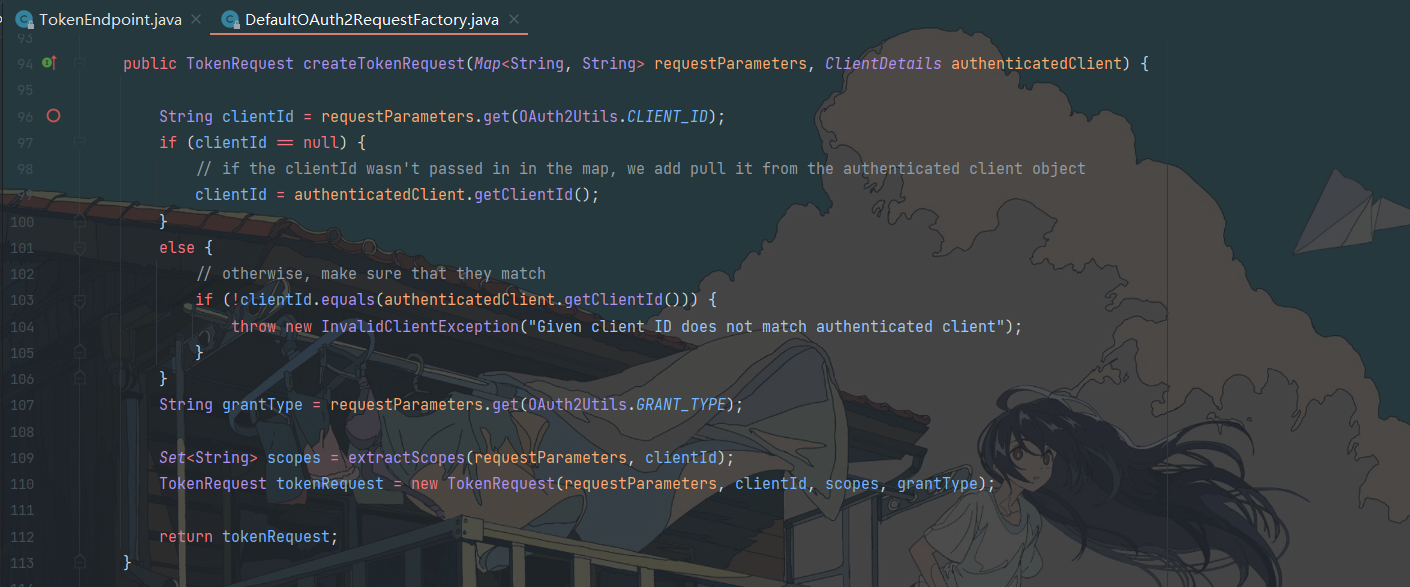 TokenEndpoint.java × DefaultOAuth2RequestFactory.java ×
93
94 public TokenRequest createTokenRequest(Map<String, String> requestParameters, ClientDetails authenticatedClient) {
95
96 String clientId = requestParameters.get(OAuth2Utils.CLIENT_ID);
97 if (clientId == null) {
98 // if the clientId wasn't passed in in the map, we add pull it from the authenticated client object
clientId = authenticatedClient.getClientId();
100 }
101 else {
102 // otherwise, make sure that they match
103 if (!clientId.equals(authenticatedClient.getClientId())) {
104 throw new InvalidClientException("Given client ID does not match authenticated client");
105 }
106 }
107 String grantType = requestParameters.get(OAuth2Utils.GRANT_TYPE);
108
109 Set<String> scopes = extractScopes(requestParameters, clientId);
110 TokenRequest tokenRequest = new TokenRequest(requestParameters, clientId, scopes, grantType);
111
112 return tokenRequest;
113 }